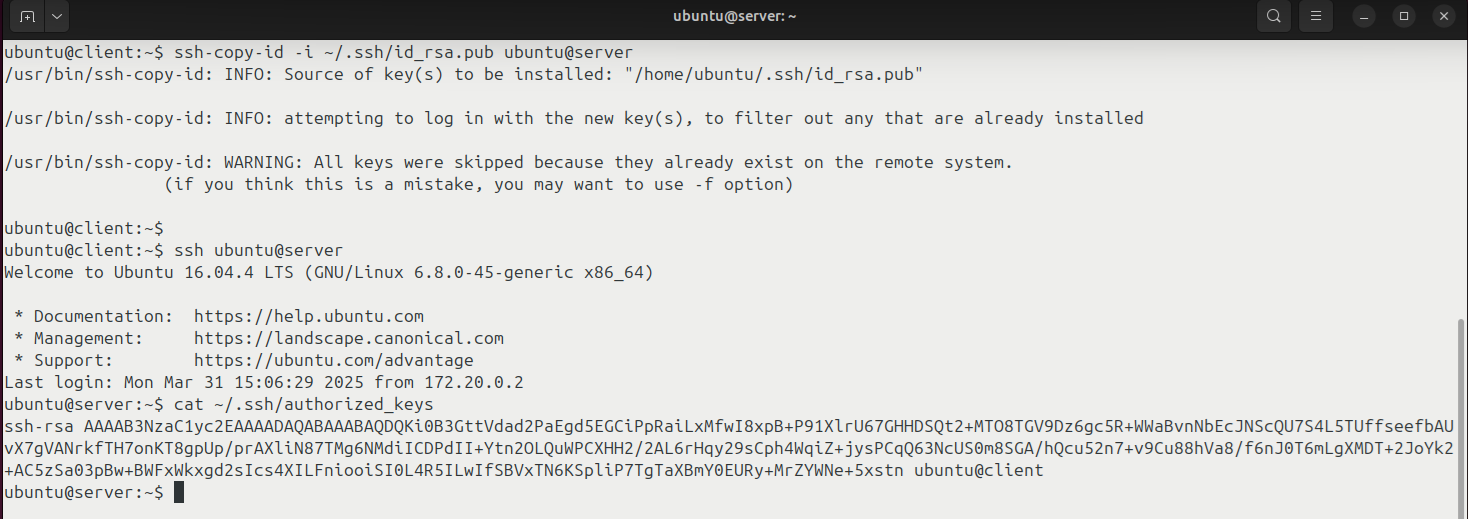 ubuntu@server: ~
ubuntu@client:~$ ssh-copy-id -i ~/.ssh/id_rsa.pub ubuntu@server
/usr/bin/ssh-copy-id: INFO: Source of key(s) to be installed: "/home/ubuntu/.ssh/id_rsa.pub"
/usr/bin/ssh-copy-id: INFO: attempting to log in with the new key(s), to filter out any that are already installed
/usr/bin/ssh-copy-id: WARNING: All keys were skipped because they already exist on the remote system.
(if you think this is a mistake, you may want to use -f option)
ubuntu@client:~$
ubuntu@client:~$ ssh ubuntu@server
Welcome to Ubuntu 16.04.4 LTS (GNU/Linux 6.8.0-45-generic x86_64)
* Documentation:  https://help.ubuntu.com
* Management:     https://landscape.canonical.com
* Support:        https://ubuntu.com/advantage
Last login: Mon Mar 31 15:06:29 2025 from 172.20.0.2
ubuntu@server:~$ cat ~/.ssh/authorized_keys
ssh-rsa AAAAB3NzaC1yc2EAAAADAQABAAABAQDQKi0B3GttVdad2PaEgd5EGCiPpRaiLxMfwI8xpB+P91XlrU67GHHDSQt2+MTO8TGV9Dz6gc5R+WWaBvnNbEcJNScQU7S4L5TUffseefbAU
vX7gVANrkfTH7onKT8gpUp/prAXliN87TMg6NMdiICDPdII+Ytn2OLQuWPCXHH2/2AL6rHqy29sCph4WqiZ+jysPCqQ63NcUS0m8SGA/hQcu52n7+v9Cu88hVa8/f6nJ0T6mLgXMDT+2JoYk2
+AC5zSa03pBw+BWFxWkxgd2sIcs4XILFniooiSI0L4R5ILwIfSBVxTN6KSpliP7TgTaXBmY0EURy+MrZYWNe+5xstn ubuntu@client
ubuntu@server:~$